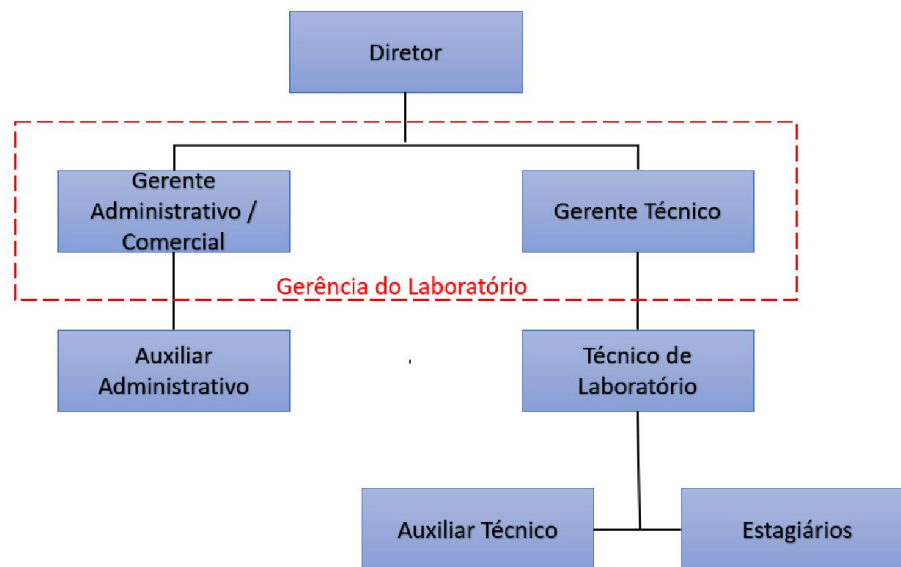 Diretor
Gerente
Administrativo /
Comercial
Gerente Técnico
Gerência do Laboratório
Auxiliar
Administrativo
Técnico de
Laboratório
Auxiliar Técnico
Estagiários